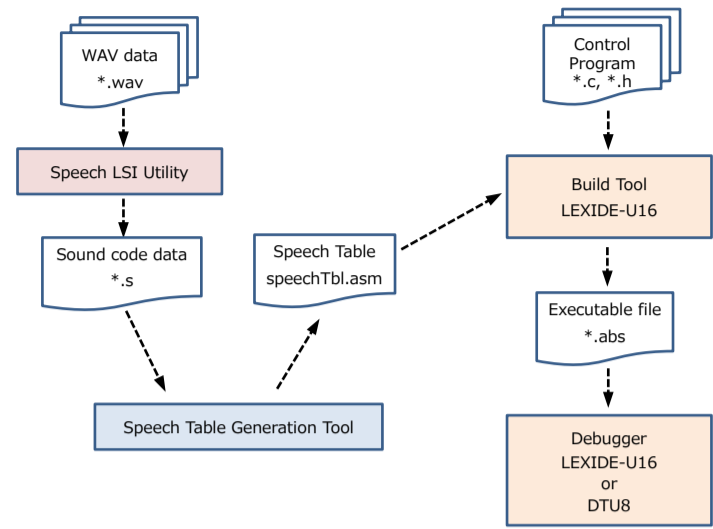 WAV data
*.wav
Speech LSI Utility
Sound code data
*.s
Speech Table Generation Tool
Speech Table
speechTbl.asm
Control
Program
*.c, *.h
Build Tool
LEXIDE-U16
Executable file
*.abs
Debugger
LEXIDE-U16
or
DTU8